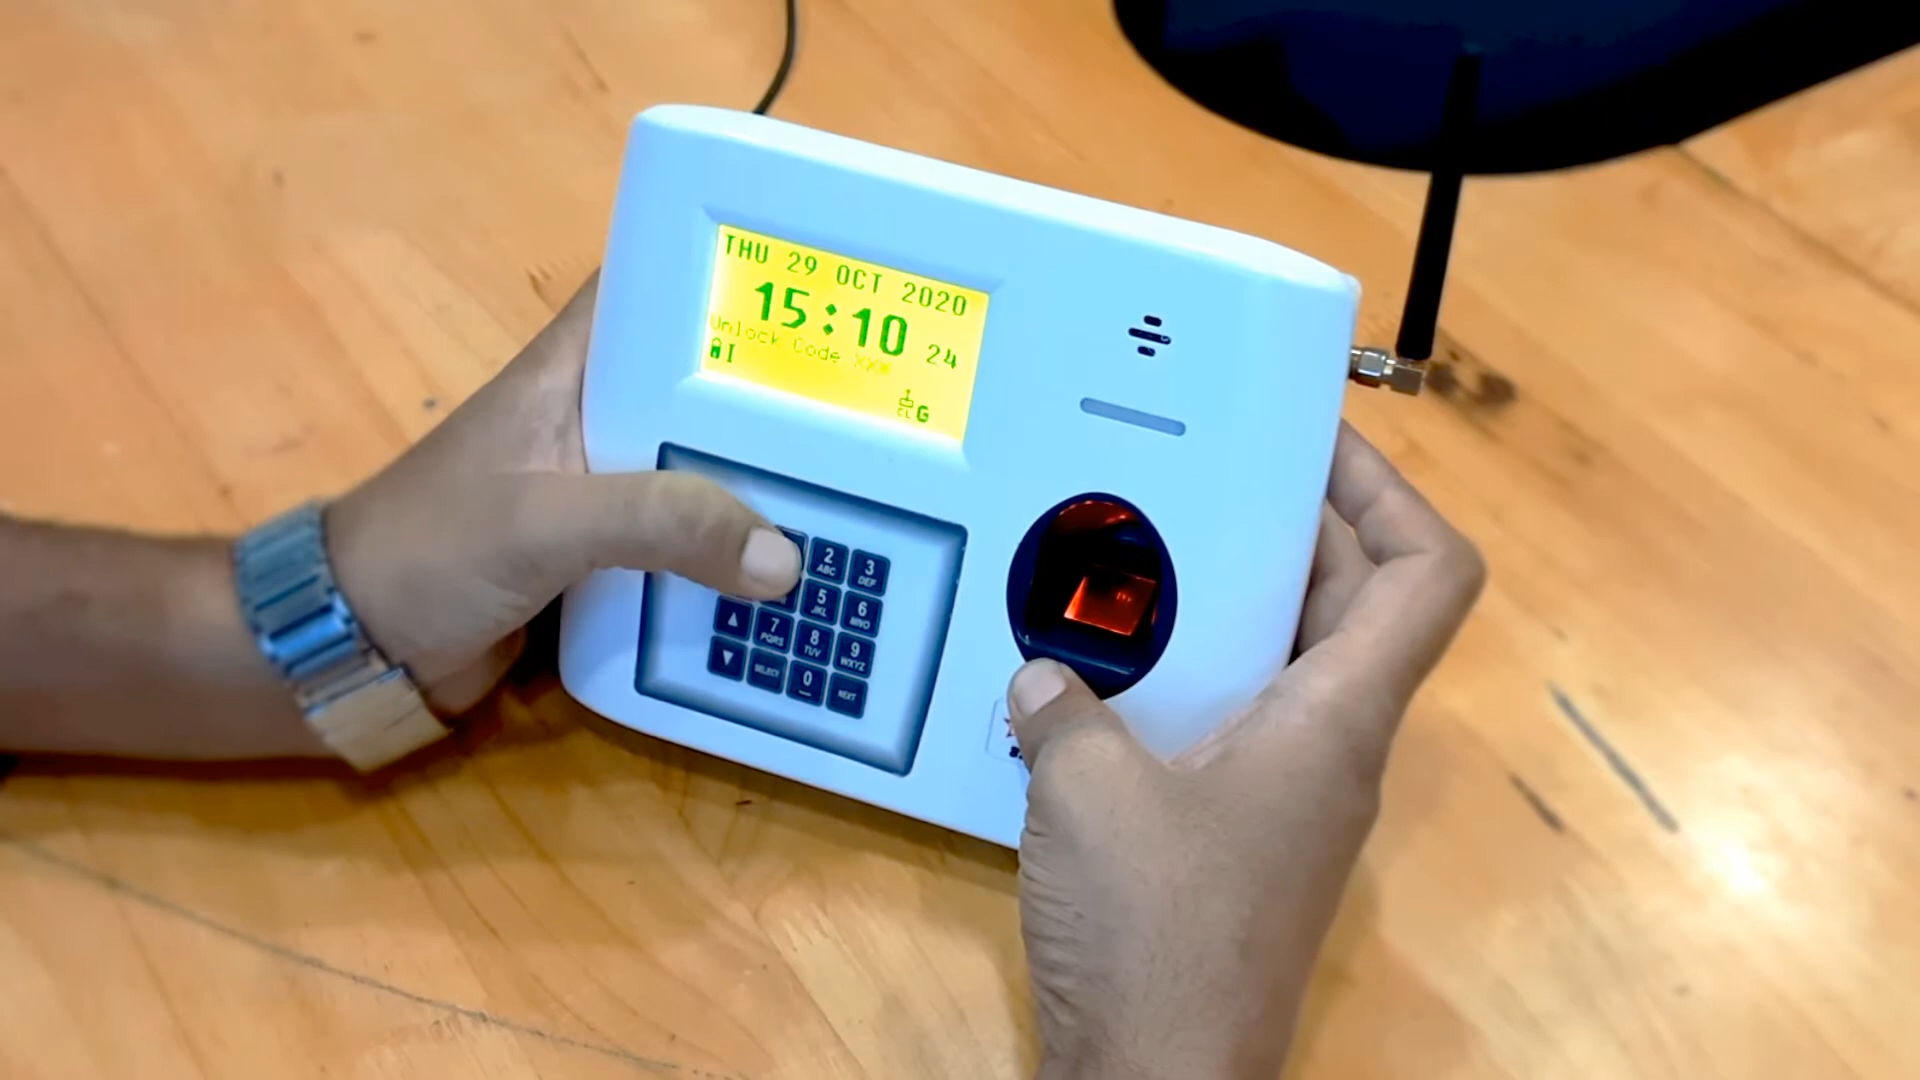 THU 29 OCT 2020
15:10 24
Unlock Code
I
CL G
2 ABC
3 DEF
5 JKL
6 MNO
7 PQRS
8 TUV
9 WXYZ
SELECT
0
NEXT